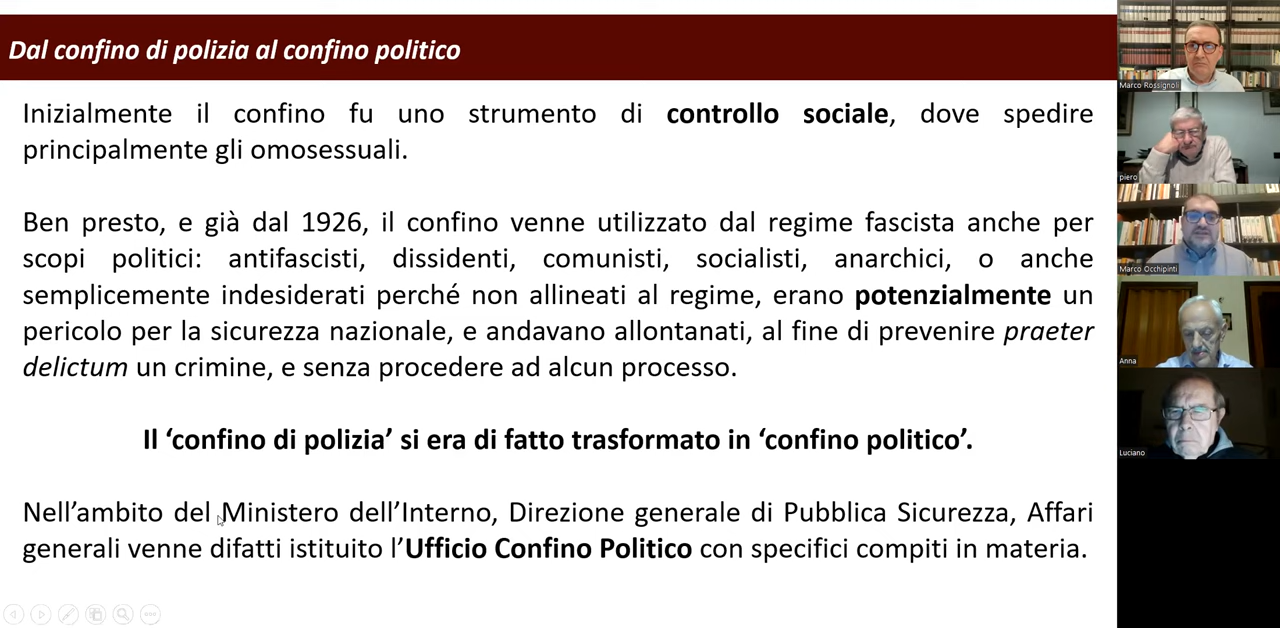 Dal confino di polizia al confino politico
Inizialmente il confino fu uno strumento di controllo sociale, dove spedire
principalmente gli omosessuali.
Ben presto, e già dal 1926, il confino venne utilizzato dal regime fascista anche per
scopi politici: antifascisti, dissidenti, comunisti, socialisti, anarchici, o anche
semplicemente indesiderati perché non allineati al regime, erano potenzialmente un
pericolo per la sicurezza nazionale, e andavano allontanati, al fine di prevenire praeter
delictum un crimine, e senza procedere ad alcun processo.
Il ‘confino di polizia’ si era di fatto trasformato in ‘confino politico’.
Nell’ambito del Ministero dell’Interno, Direzione generale di Pubblica Sicurezza, Affari
generali venne difatti istituito l’Ufficio Confino Politico con specifici compiti in materia.
Marco Rossignoli
piero
Marco Occhipinti
Anna
Luciano